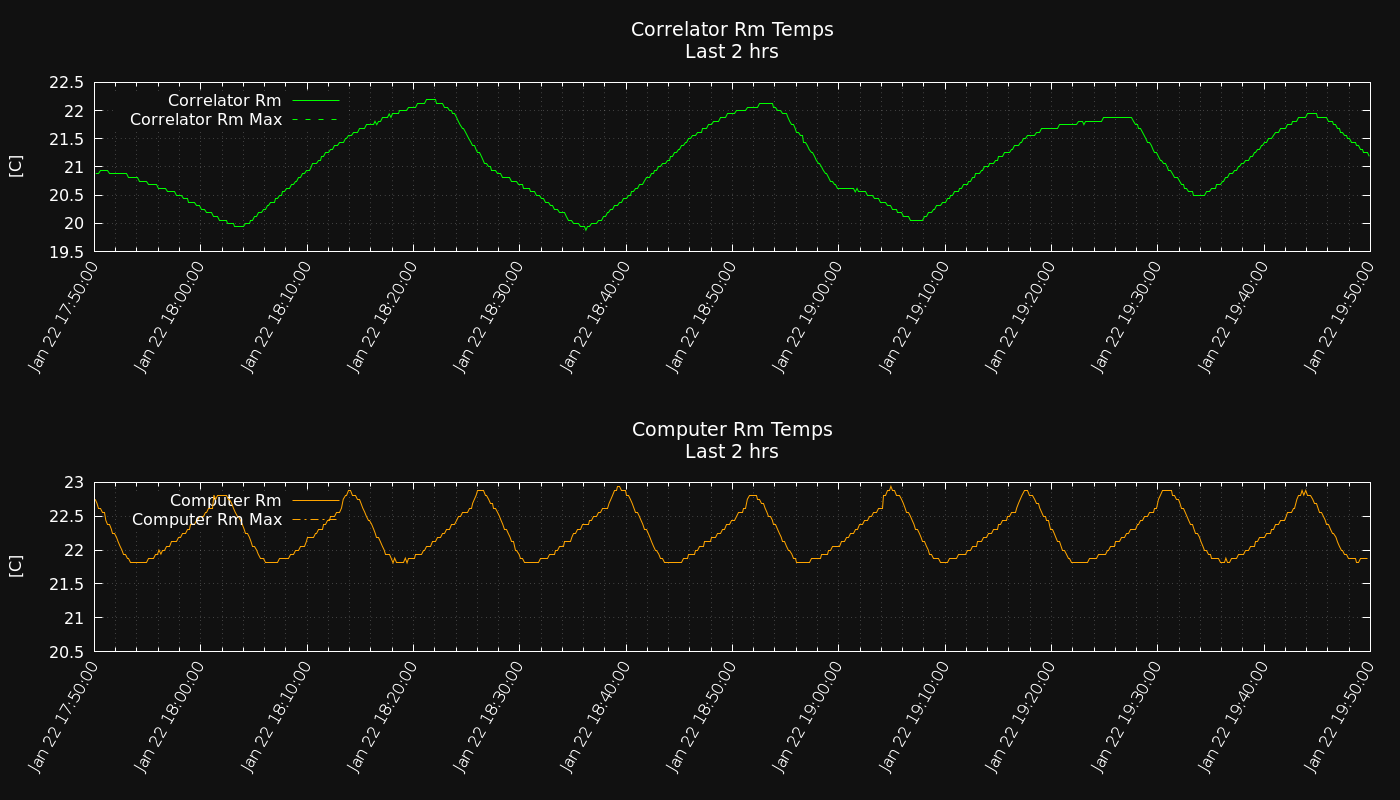 Correlator Rm Temps
Last 2 hrs
22.5
22
21.5
21
20.5
20
19.5
[C]
Correlator Rm
Correlator Rm Max
Jan 22 17:50:00
Jan 22 18:00:00
Jan 22 18:10:00
Jan 22 18:20:00
Jan 22 18:30:00
Jan 22 18:40:00
Jan 22 18:50:00
Jan 22 19:00:00
Jan 22 19:10:00
Jan 22 19:20:00
Jan 22 19:30:00
Jan 22 19:40:00
Jan 22 19:50:00
Computer Rm Temps
Last 2 hrs
23
22.5
22
21.5
21
20.5
[C]
Computer Rm
Computer Rm Max
Jan 22 17:50:00
Jan 22 18:00:00
Jan 22 18:10:00
Jan 22 18:20:00
Jan 22 18:30:00
Jan 22 18:40:00
Jan 22 18:50:00
Jan 22 19:00:00
Jan 22 19:10:00
Jan 22 19:20:00
Jan 22 19:30:00
Jan 22 19:40:00
Jan 22 19:50:00